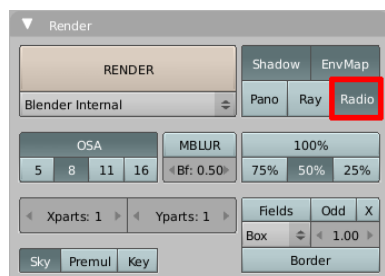 Render
RENDER
Shadow EnvMap
Blender Internal
Pano Ray Radio
OSA MBLUR 100%
5 8 11 16 Bf: 0.50 75% 50% 25%
Xparts: 1 Yparts: 1 Fields Odd X
Box 1.00
Sky Premul Key Border